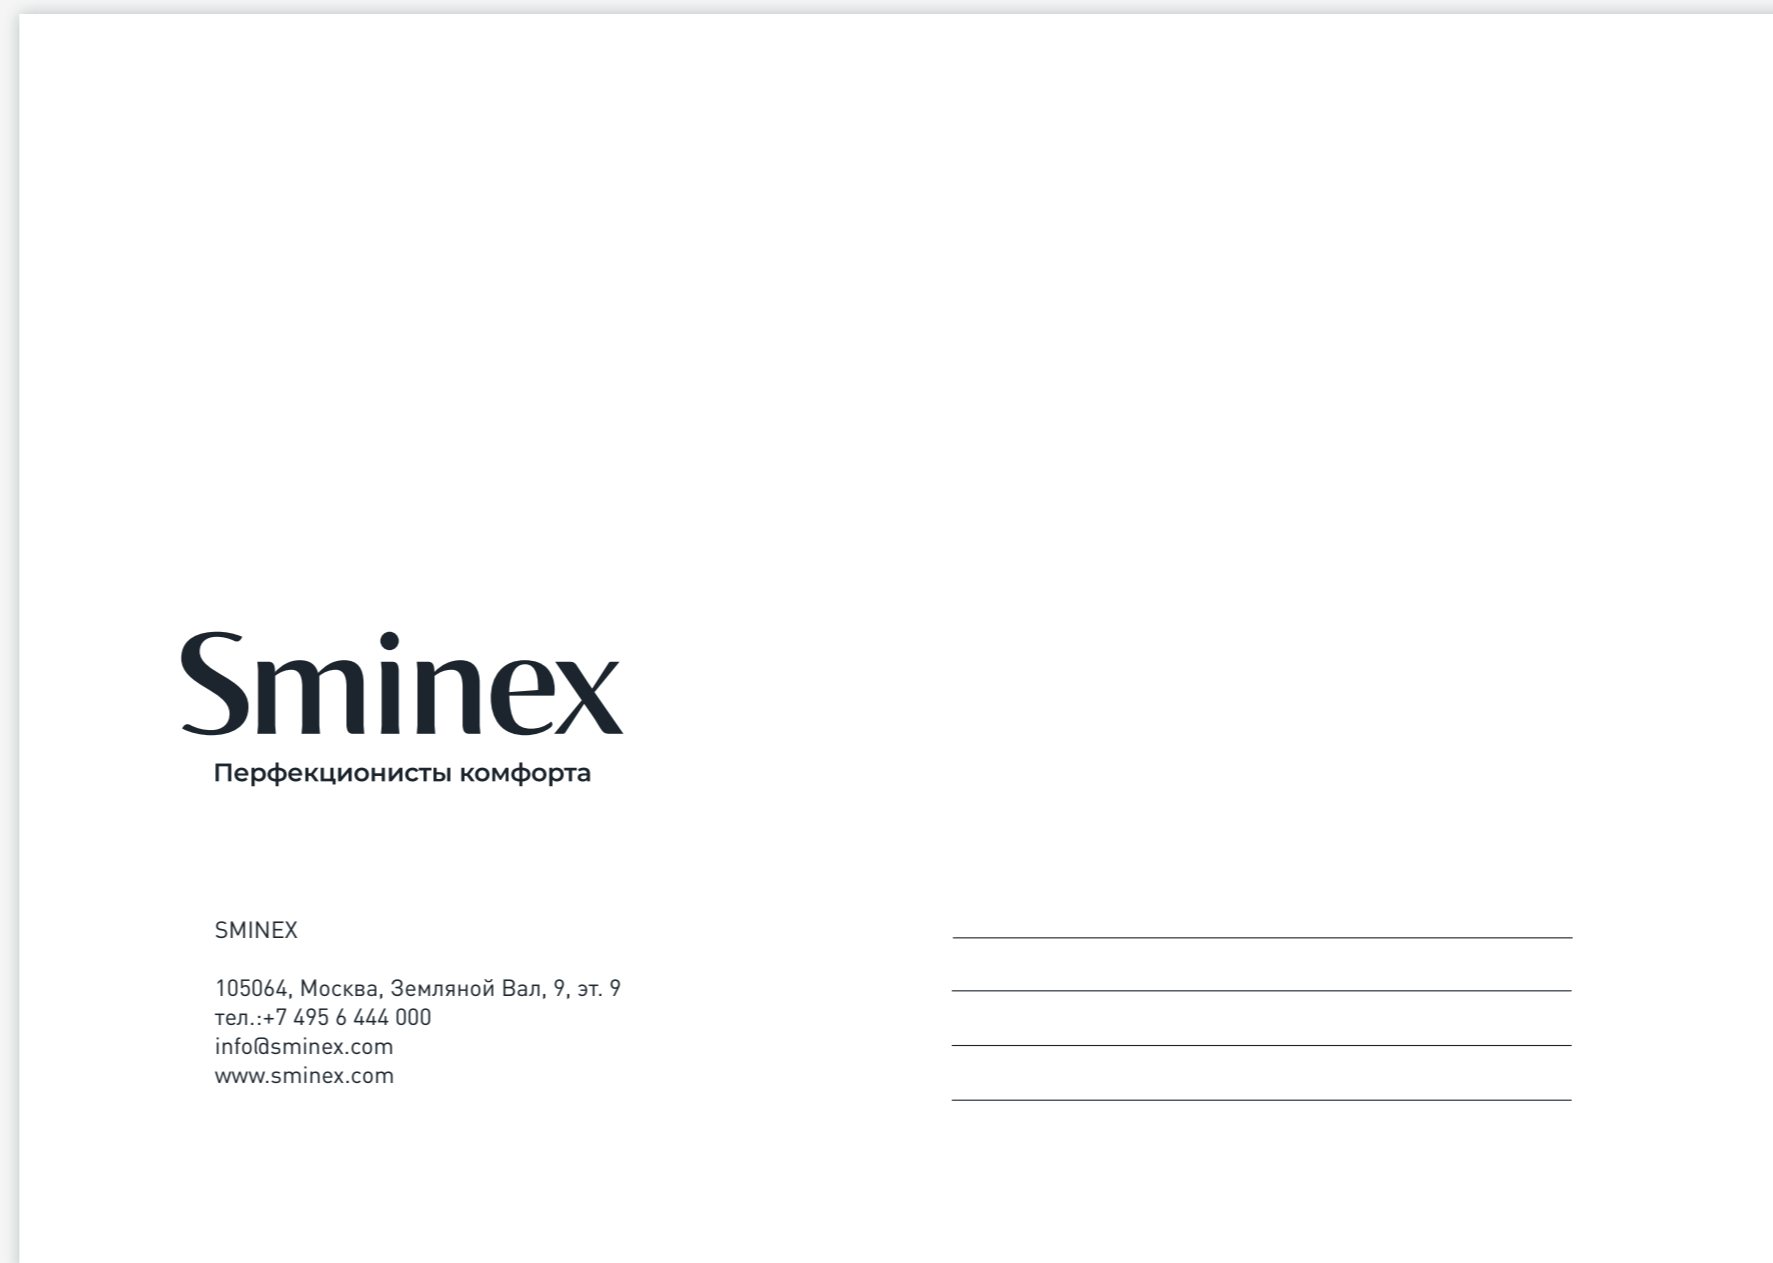 Sminex
Перфекционисты комфорта
SMINEX
105064, Москва, Земляной Вал, 9, эт. 9
тел.:+7 495 6 444 000
info@sminex.com
www.sminex.com